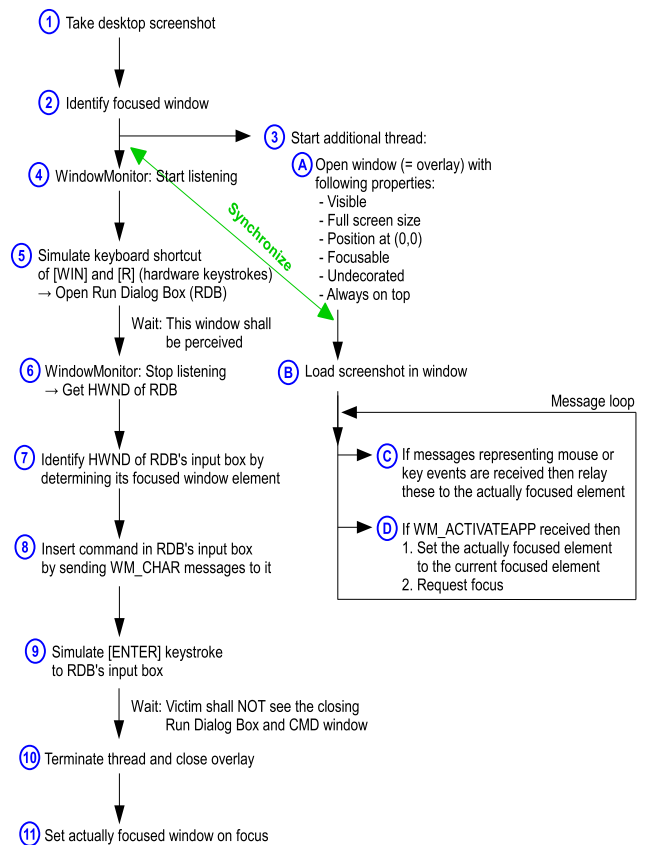 1 Take desktop screenshot
2 Identify focused window
3 Start additional thread:
A Open window (= overlay) with
following properties:
- Visible
- Full screen size
- Position at (0,0)
- Focusable
- Undecorated
- Always on top
4 WindowMonitor: Start listening
Synchronize
5 Simulate keyboard shortcut
of [WIN] and [R] (hardware keystrokes)
→ Open Run Dialog Box (RDB)
Wait: This window shall
be perceived
6 WindowMonitor: Stop listening
→ Get HWND of RDB
B Load screenshot in window
Message loop
7 Identify HWND of RDB's input box by
determining its focused window element
C If messages representing mouse or
key events are received then relay
these to the actually focused element
8 Insert command in RDB's input box
by sending WM_CHAR messages to it
D If WM_ACTIVATEAPP received then
1. Set the actually focused element
to the current focused element
2. Request focus
9 Simulate [ENTER] keystroke
to RDB's input box
Wait: Victim shall NOT see the closing
Run Dialog Box and CMD window
10 Terminate thread and close overlay
11 Set actually focused window on focus